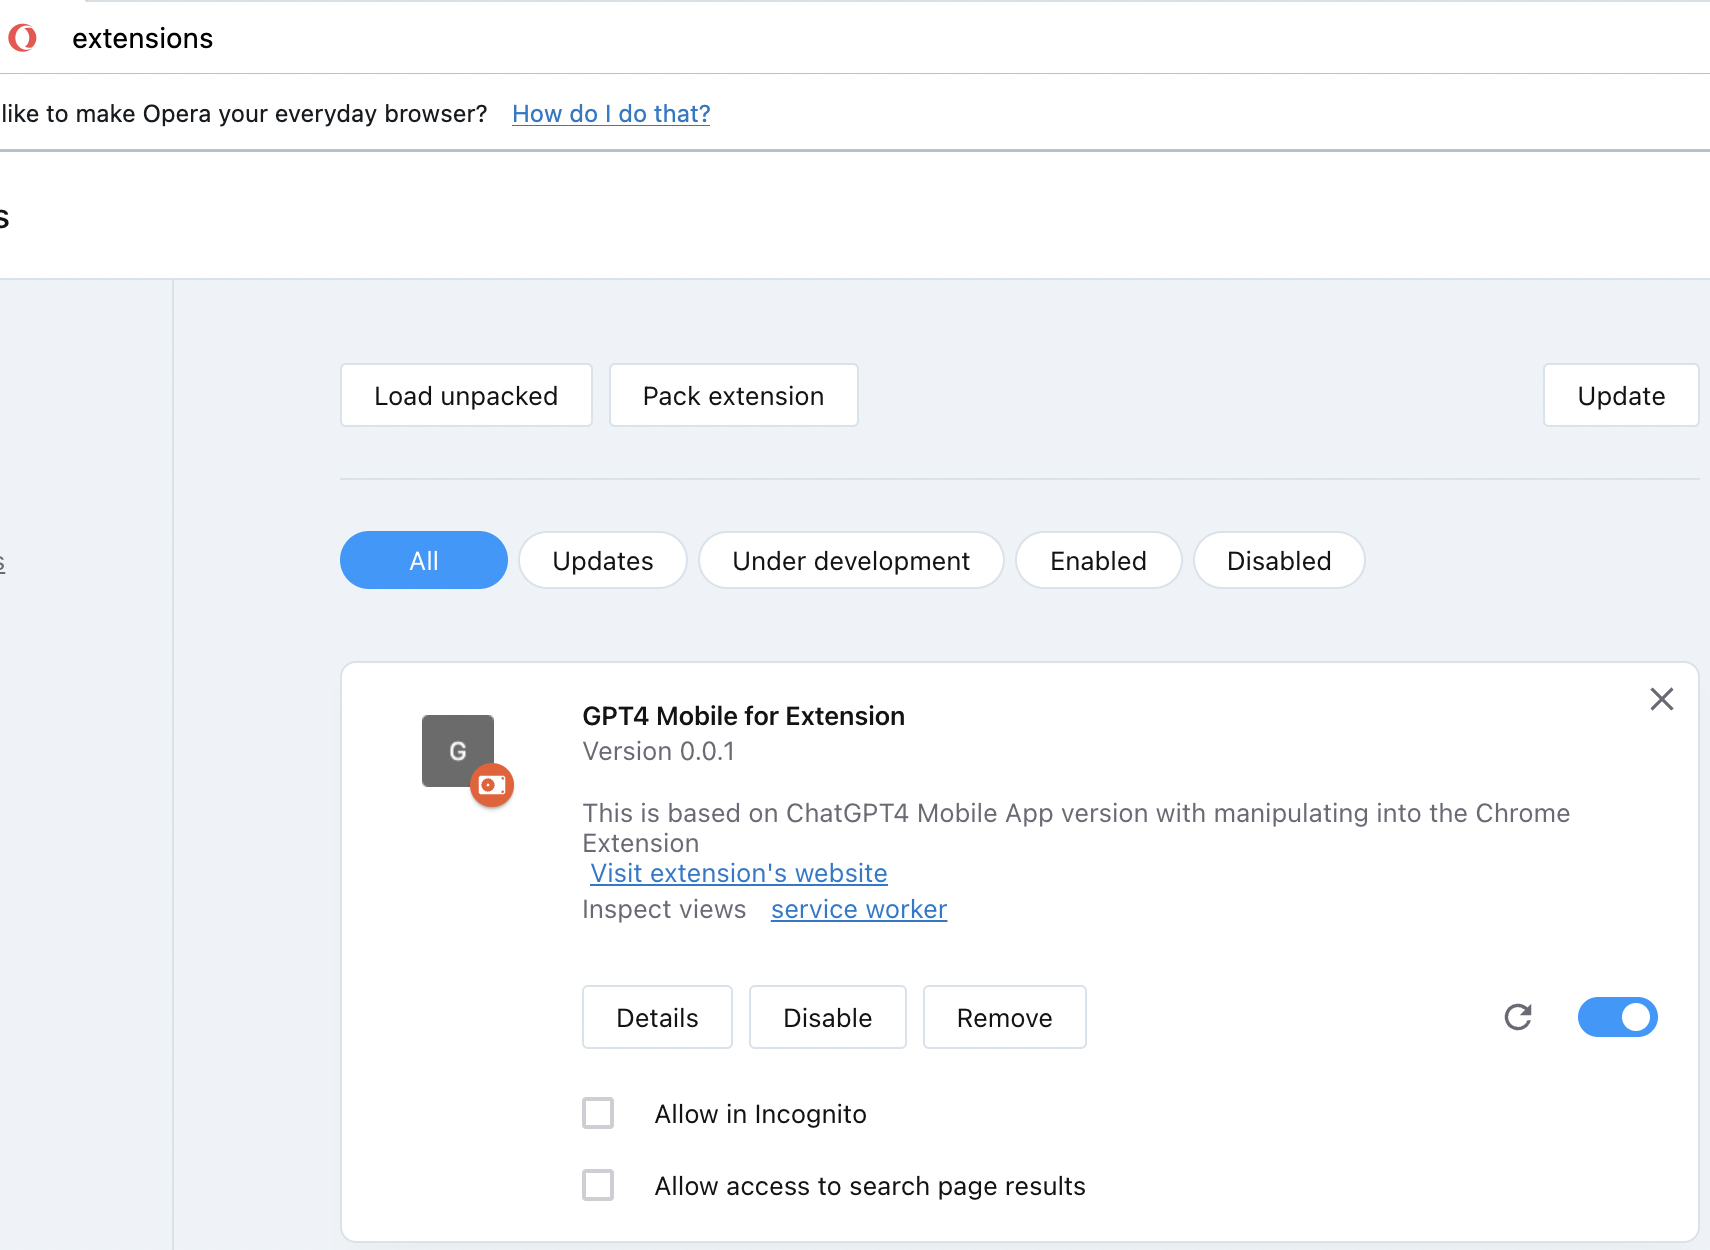 extensions
like to make Opera your everyday browser? How do I do that?
s
Load unpacked Pack extension Update
All Updates Under development Enabled Disabled
s
GPT4 Mobile for Extension
Version 0.0.1
G
This is based on ChatGPT4 Mobile App version with manipulating into the Chrome
Extension
Visit extension's website
Inspect views service worker
Details Disable Remove
Allow in Incognito
Allow access to search page results